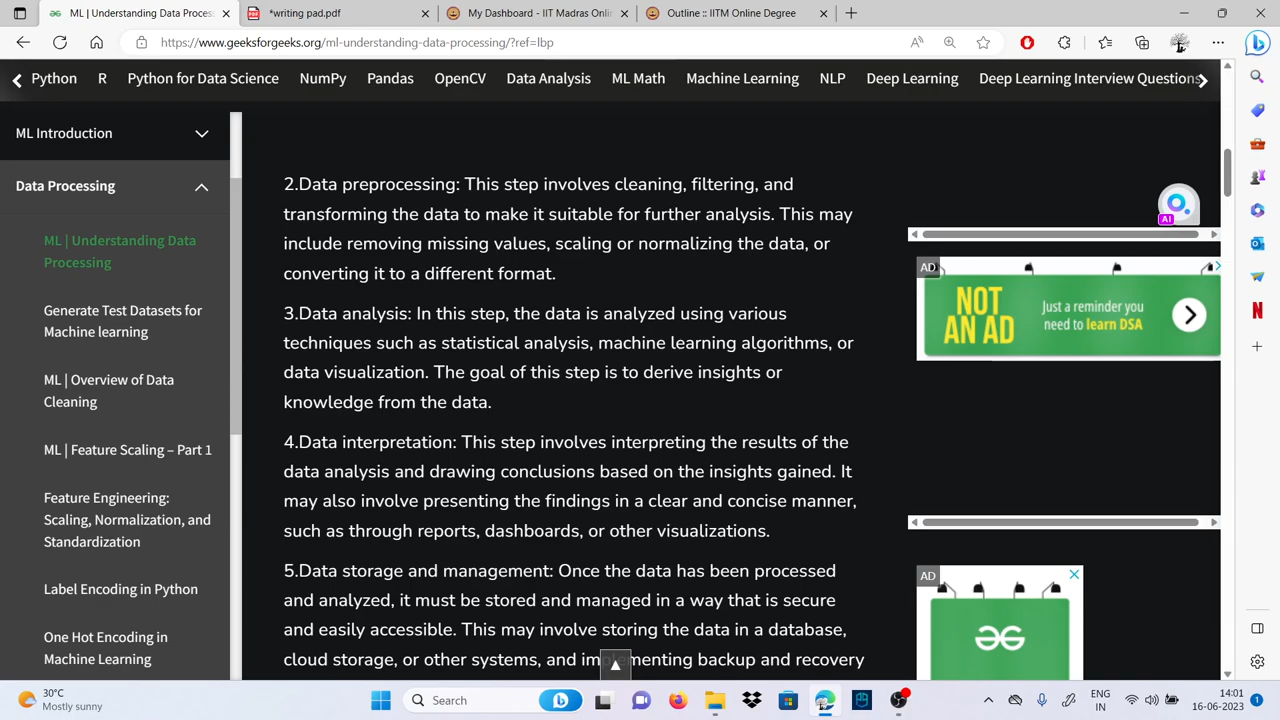 ML | Understanding Data Process
*writing pad.pdf
My Dashboard - IIT Madras Onlin
Outline :: IITM Online Degree
https://www.geeksforgeeks.org/ml-understanding-data-processing/?ref=lbp
Python R Python for Data Science NumPy Pandas OpenCV Data Analysis ML Math Machine Learning NLP Deep Learning Deep Learning Interview Questions
ML Introduction
Data Processing
ML | Understanding Data
Processing
Generate Test Datasets for
Machine learning
ML | Overview of Data
Cleaning
ML | Feature Scaling – Part 1
Feature Engineering:
Scaling, Normalization, and
Standardization
Label Encoding in Python
One Hot Encoding in
Machine Learning
2.Data preprocessing: This step involves cleaning, filtering, and
transforming the data to make it suitable for further analysis. This may
include removing missing values, scaling or normalizing the data, or
converting it to a different format.
3.Data analysis: In this step, the data is analyzed using various
techniques such as statistical analysis, machine learning algorithms, or
data visualization. The goal of this step is to derive insights or
knowledge from the data.
4.Data interpretation: This step involves interpreting the results of the
data analysis and drawing conclusions based on the insights gained. It
may also involve presenting the findings in a clear and concise manner,
such as through reports, dashboards, or other visualizations.
5.Data storage and management: Once the data has been processed
and analyzed, it must be stored and managed in a way that is secure
and easily accessible. This may involve storing the data in a database,
cloud storage, or other systems, and implementing backup and recovery
AI
AD
NOT
AN AD
Just a reminder you
need to learn DSA
AD
30°C
Mostly sunny
Search
ENG
IN
14:01
16-06-2023
1